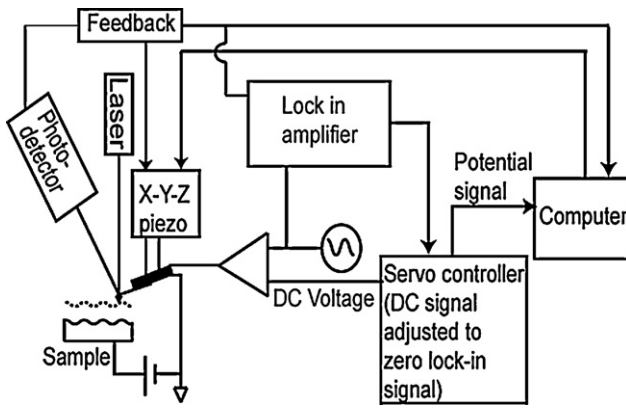 Feedback
Laser
Photo-
detector
Lock in
amplifier
X-Y-Z
piezo
Potential
signal
Computer
DC Voltage
Servo controller
(DC signal
adjusted to
zero lock-in
signal)
Sample